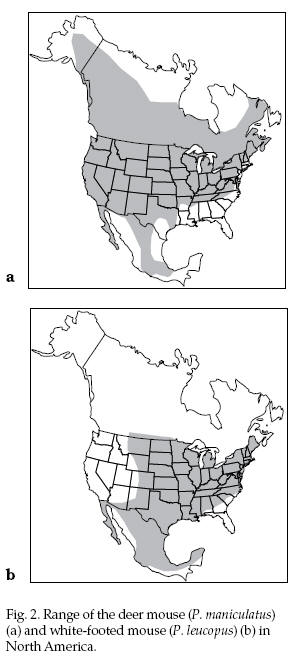 a
b
Fig. 2. Range of the deer mouse (P. maniculatus)
(a) and white-footed mouse (P. leucopus) (b) in
North America.